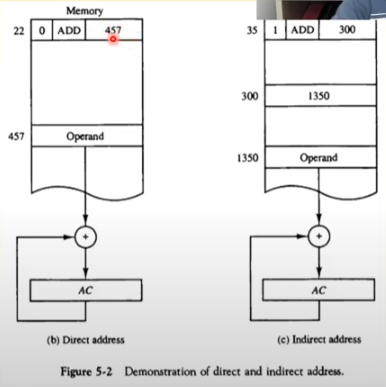 Memory
22 0 ADD 457
457 Operand
+
AC
(b) Direct address
35 1 ADD 300
300 1350
1350 Operand
+
AC
(c) Indirect address
Figure 5-2 Demonstration of direct and indirect address.